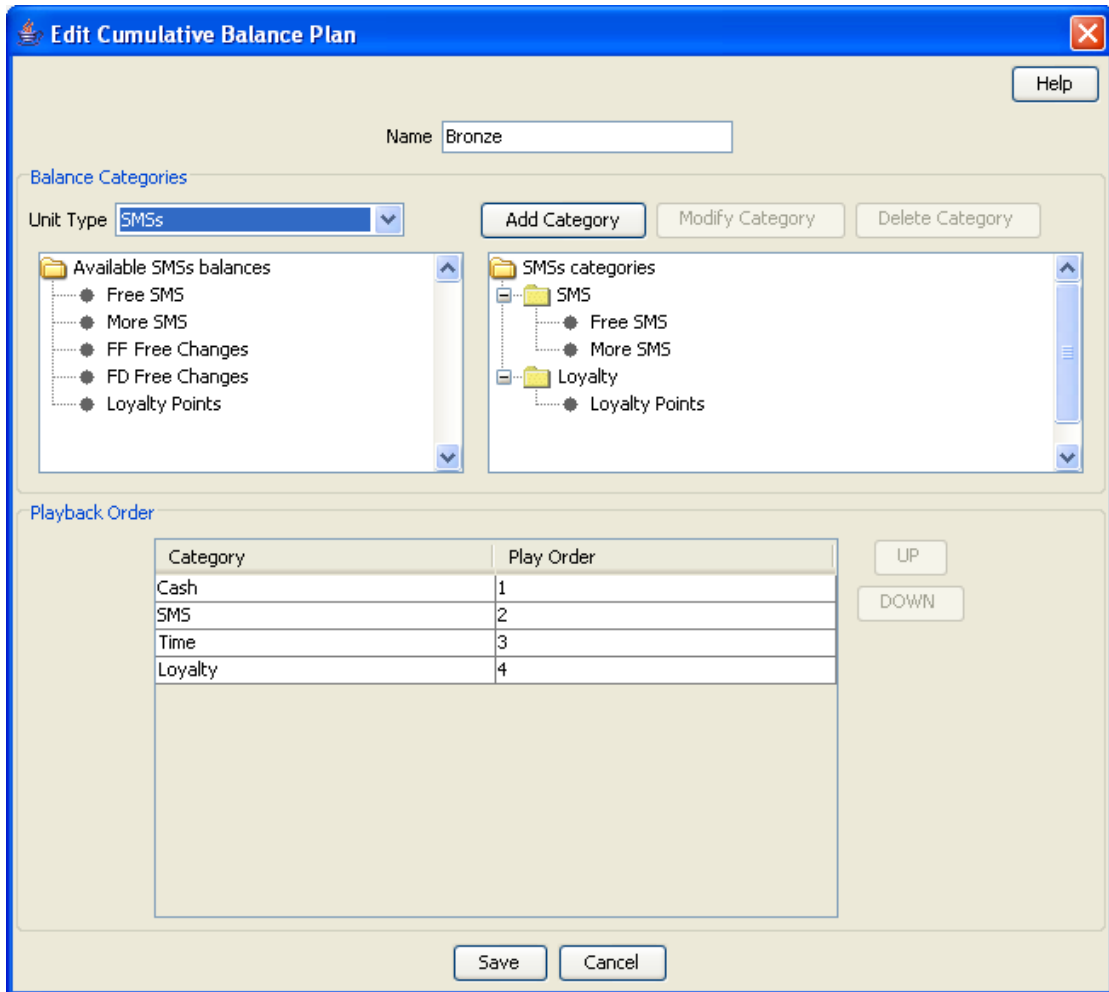 Edit Cumulative Balance Plan
Help
Name Bronze
Balance Categories
Unit Type SMSs Add Category Modify Category Delete Category
Available SMSs balances
Free SMS
More SMS
FF Free Changes
FD Free Changes
Loyalty Points
SMSs categories
SMS
Free SMS
More SMS
Loyalty
Loyalty Points
Playback Order
Category Play Order
Cash 1
SMS 2
Time 3
Loyalty 4
UP
DOWN
Save Cancel